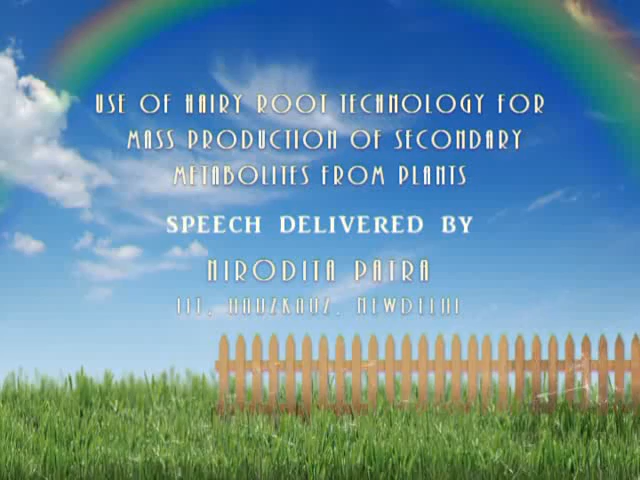 USE OF HAIRY ROOT TECHNOLOGY FOR
MASS PRODUCTION OF SECONDARY
METABOLITES FROM PLANTS
SPEECH DELIVERED BY
NIRODITA PATRA
IIT, HAUZKAUZ, NEWDELHI